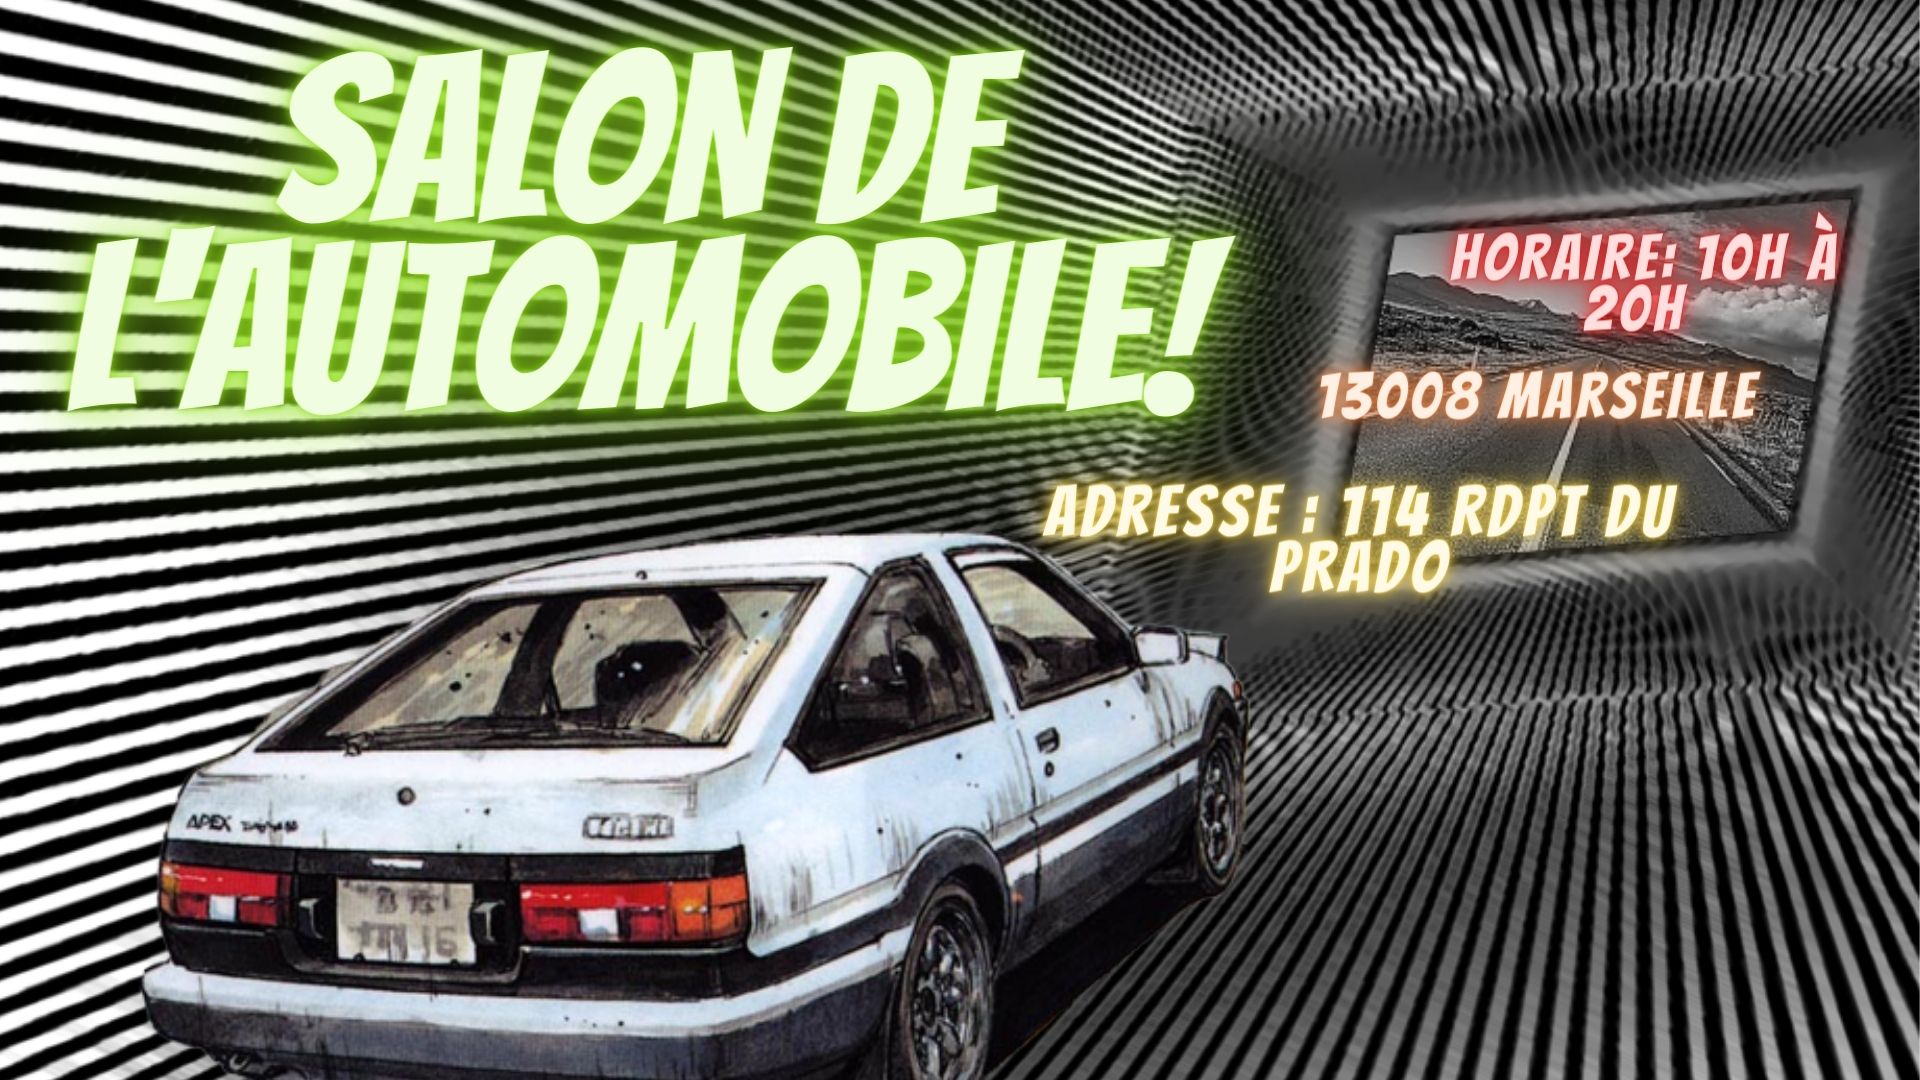 SALON DE
L'AUTOMOBILE!
HORAIRE: 10H À
20H
13008 MARSEILLE
ADRESSE : 114 RDPT DU
PRADO
APEX